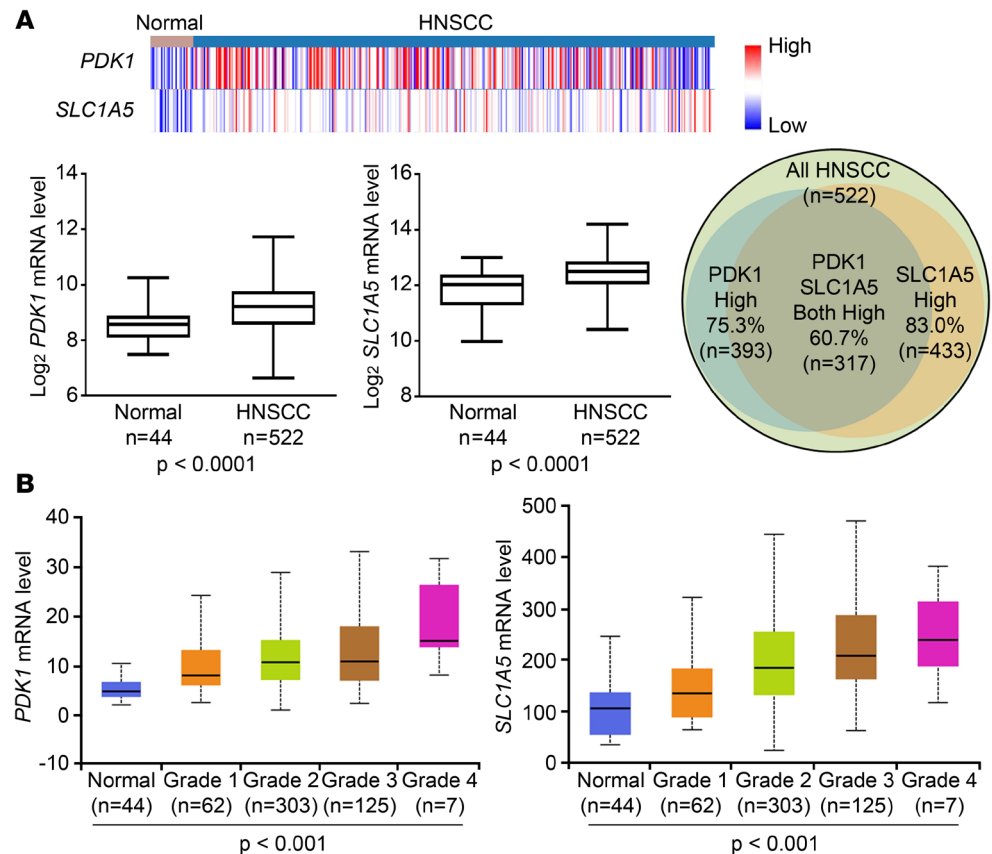 A
Normal HNSCC
PDK1
SLC1A5
High
Low
Log2 PDK1 mRNA level
14
12
10
8
6
Normal HNSCC
n=44 n=522
p < 0.0001
Log2 SLC1A5 mRNA level
16
14
12
10
8
Normal HNSCC
n=44 n=522
p < 0.0001
All HNSCC
(n=522)
PDK1
High
75.3%
(n=393)
PDK1
SLC1A5
Both High
60.7%
(n=317)
SLC1A5
High
83.0%
(n=433)
B
PDK1 mRNA level
40
30
20
10
0
-10
Normal Grade 1 Grade 2 Grade 3 Grade 4
(n=44) (n=62) (n=303) (n=125) (n=7)
p < 0.001
SLC1A5 mRNA level
500
400
300
200
100
0
Normal Grade 1 Grade 2 Grade 3 Grade 4
(n=44) (n=62) (n=303) (n=125) (n=7)
p < 0.001